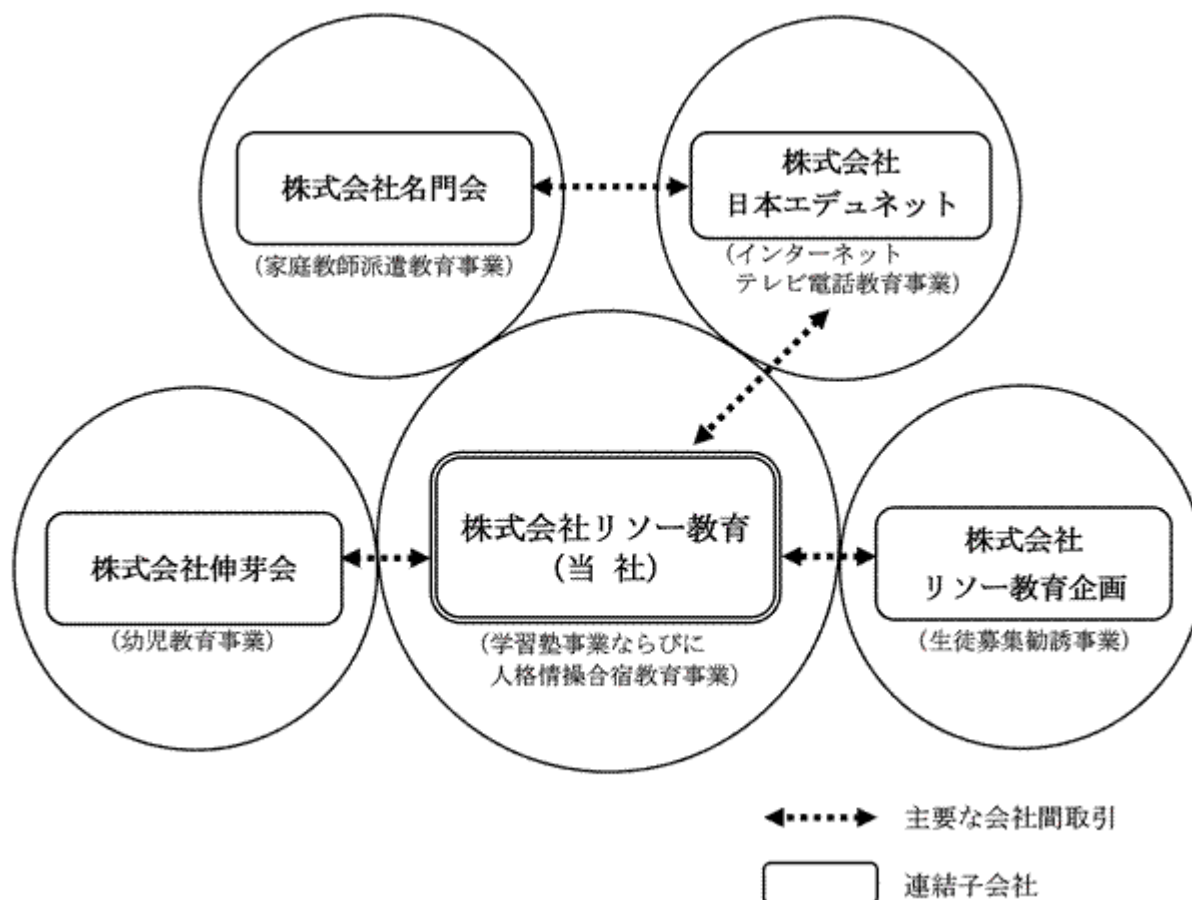 株式会社名門会
(家庭教師派遣教育事業)
株式会社
日本エデュネット
(インターネット
テレビ電話教育事業)
株式会社伸芽会
(幼児教育事業)
株式会社リソー教育
(当 社)
(学習塾事業ならびに
人格情操合宿教育事業)
株式会社
リソー教育企画
(生徒募集勧誘事業)
主要な会社間取引
連結子会社